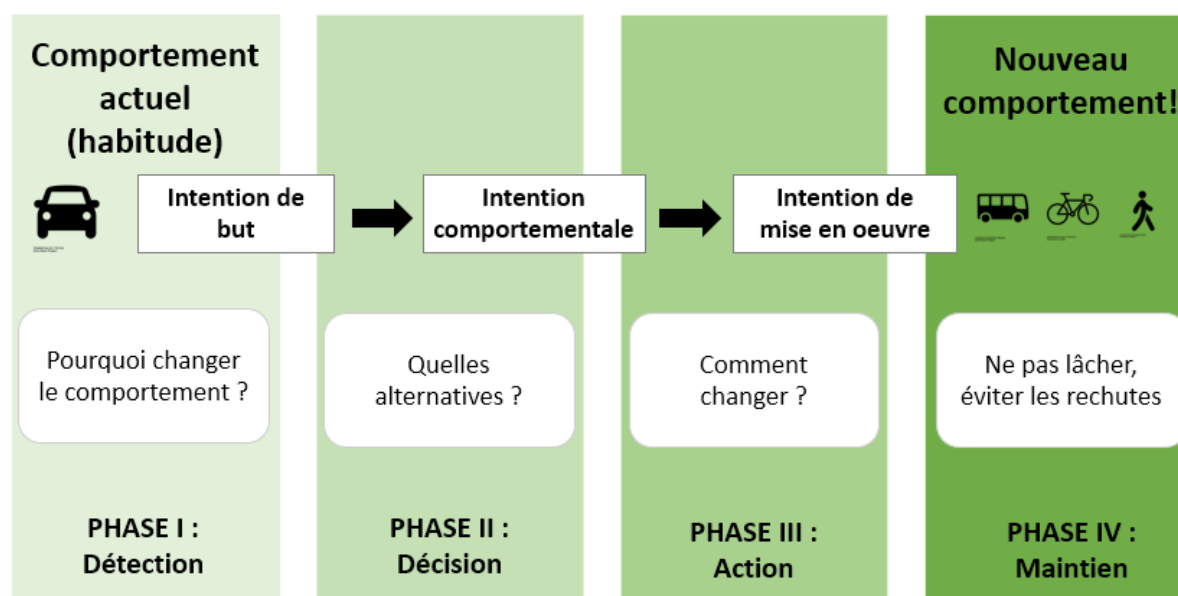 Comportement
actuel
(habitude)
Nouveau
comportement!
Intention de
but
Intention
comportementale
Intention de
mise en oeuvre
Pourquoi changer
le comportement ?
Quelles
alternatives ?
Comment
changer ?
Ne pas lâcher,
éviter les rechutes
PHASE I :
Détection
PHASE II :
Décision
PHASE III :
Action
PHASE IV :
Maintien